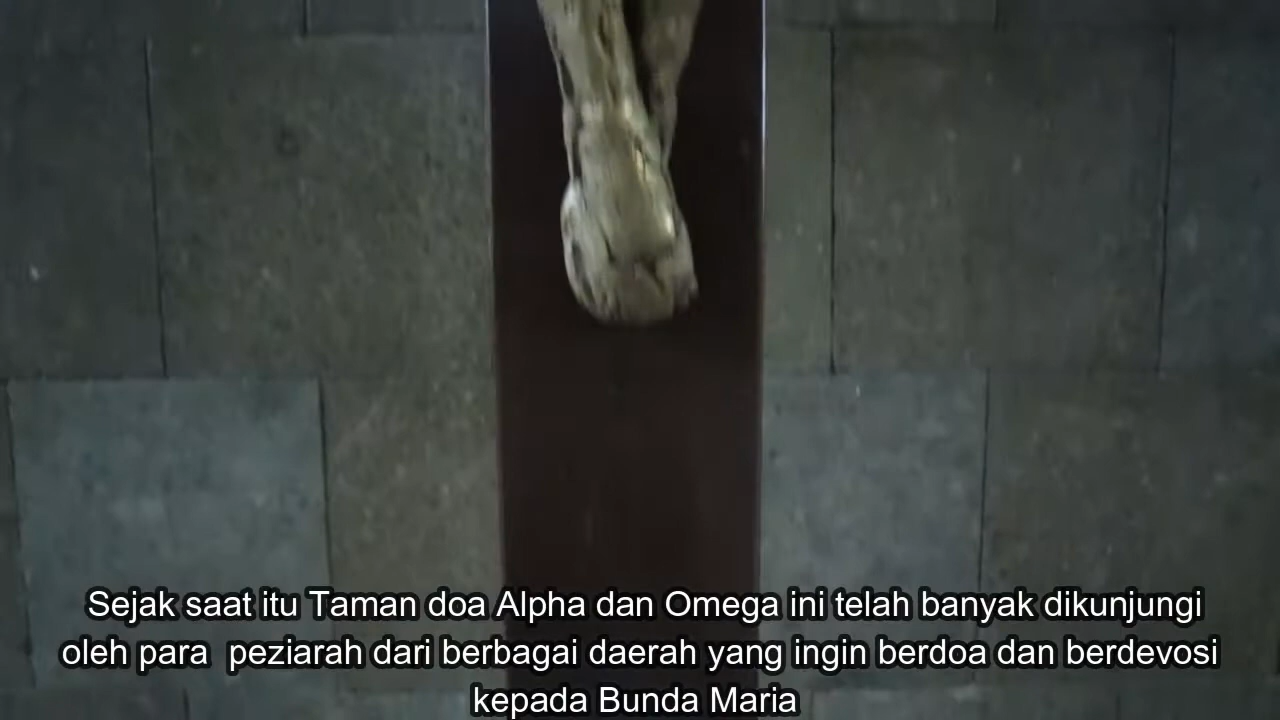 Sejak saat itu Taman doa Alpha dan Omega ini telah banyak dikunjungi
oleh para  peziarah dari berbagai daerah yang ingin berdoa dan berdevosi
kepada Bunda Maria